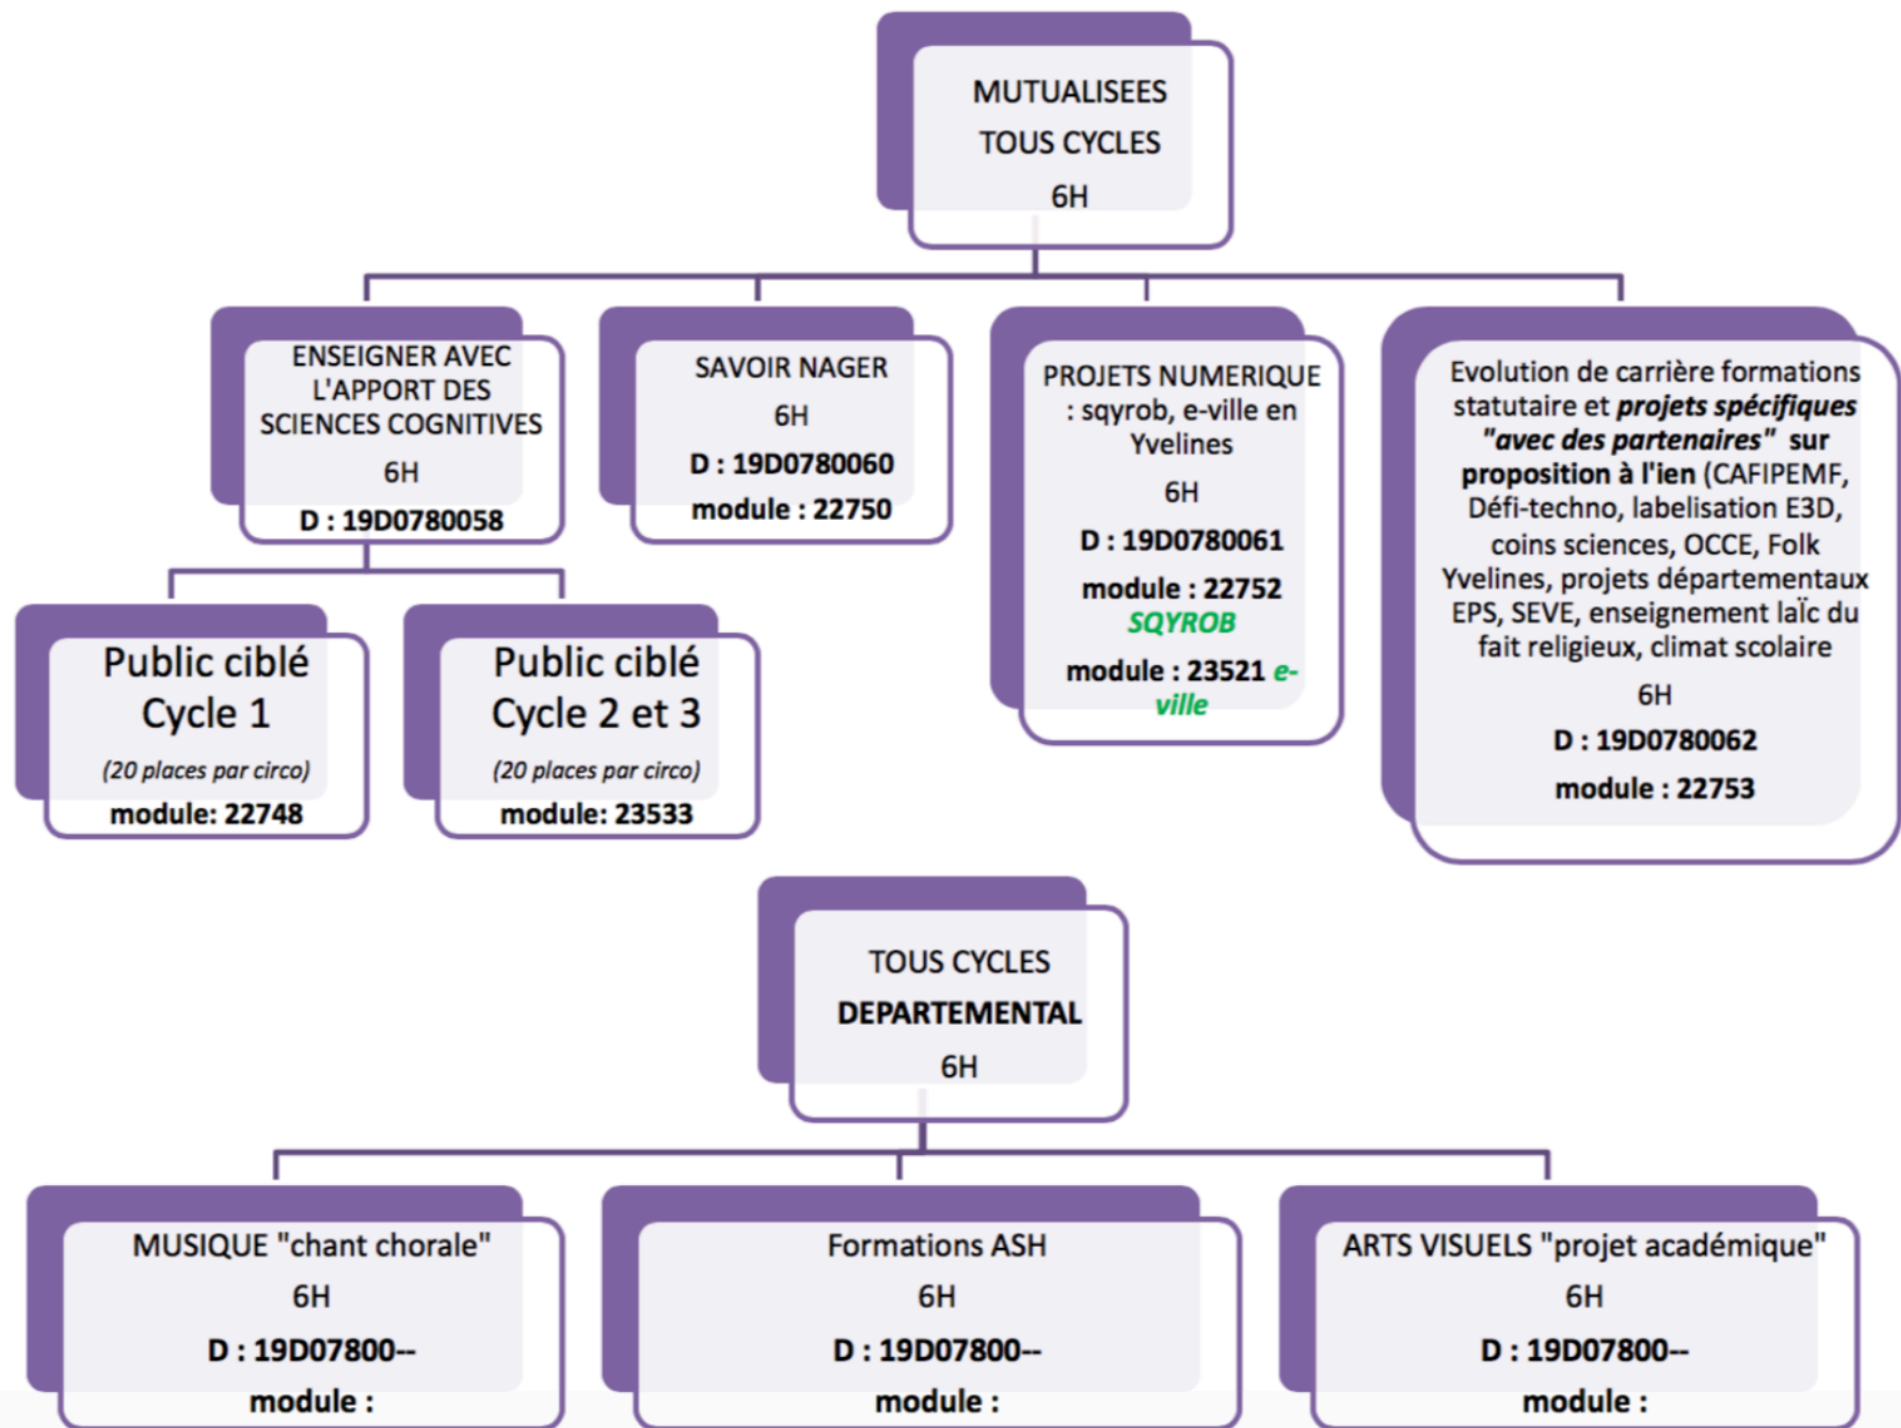 MUTUALISEES
TOUS CYCLES
6H
ENSEIGNER AVEC
L'APPORT DES
SCIENCES COGNITIVES
6H
D : 19D0780058
SAVOIR NAGER
6H
D : 19D0780060
module : 22750
PROJETS NUMERIQUE
: sqyrob, e-ville en
Yvelines
6H
D : 19D0780061
module : 22752
SQYROB
module : 23521 e-
ville
Evolution de carrière formations
statutaire et projets spécifiques
"avec des partenaires" sur
proposition à l'ien (CAFIPEMF,
Défi-techno, labelisation E3D,
coins sciences, OCCE, Folk
Yvelines, projets départementaux
EPS, SEVE, enseignement laïc du
fait religieux, climat scolaire
6H
D : 19D0780062
module : 22753
Public ciblé
Cycle 1
(20 places par circo)
module: 22748
Public ciblé
Cycle 2 et 3
(20 places par circo)
module: 23533
TOUS CYCLES
DEPARTEMENTAL
6H
MUSIQUE "chant chorale"
6H
D : 19D07800--
module :
Formations ASH
6H
D : 19D07800--
module :
ARTS VISUELS "projet académique"
6H
D : 19D07800--
module :